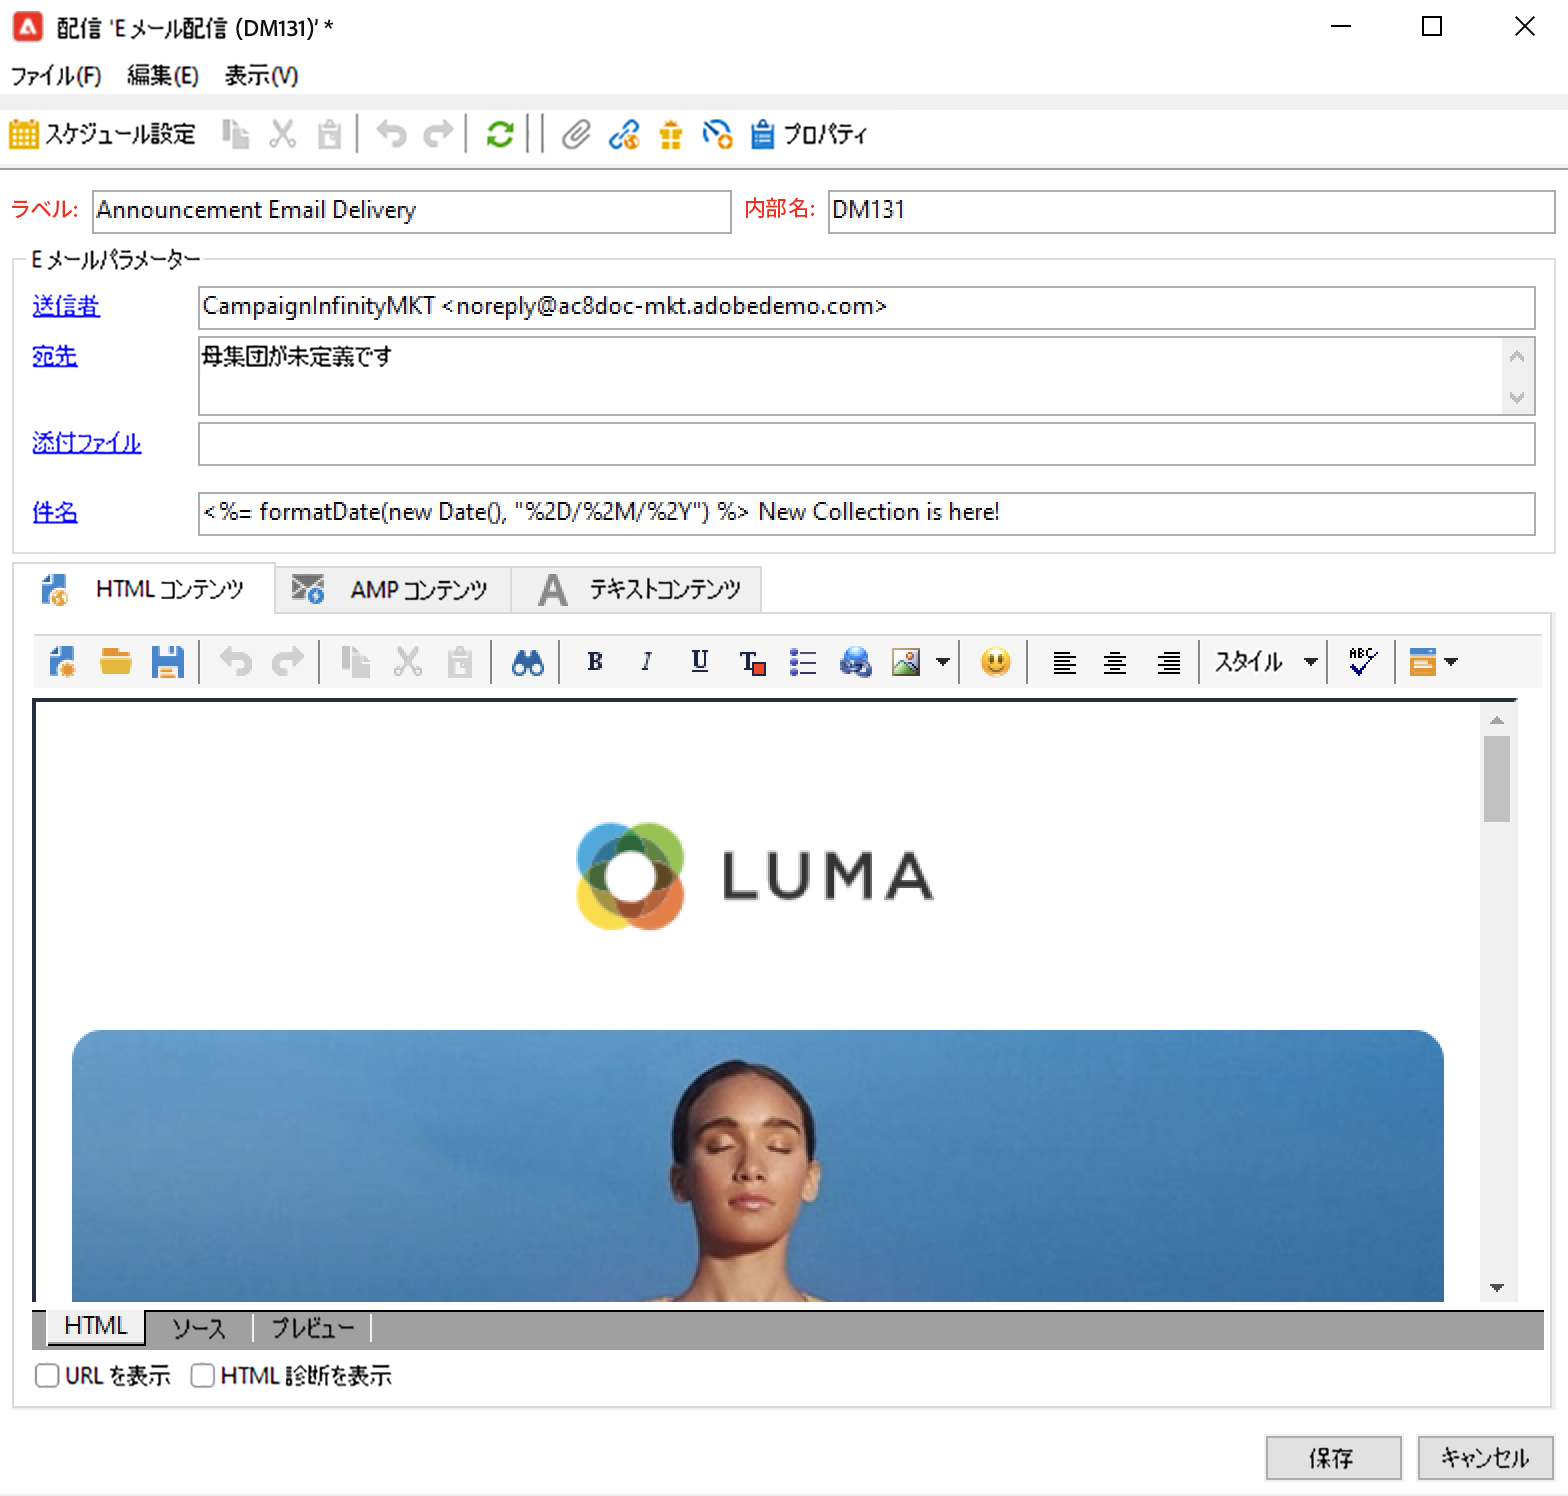 配信 'E メール配信 (DM131)' *
ファイル(F) 編集(E) 表示(V)
スケジュール設定 プロパティ
ラベル: Announcement Email Delivery 内部名: DM131
E メールパラメーター
送信者 CampaignInfinityMKT <noreply@ac8doc-mkt.adobedemo.com>
宛先 母集団が未定義です
添付ファイル
件名 <%= formatDate(new Date(), "%2D/%2M/%2Y") %> New Collection is here!
HTML コンテンツ AMP コンテンツ A テキストコンテンツ
B I U T スタイル ABC
LUMA
HTML ソース プレビュー
URL を表示 HTML 診断を表示
保存 キャンセル